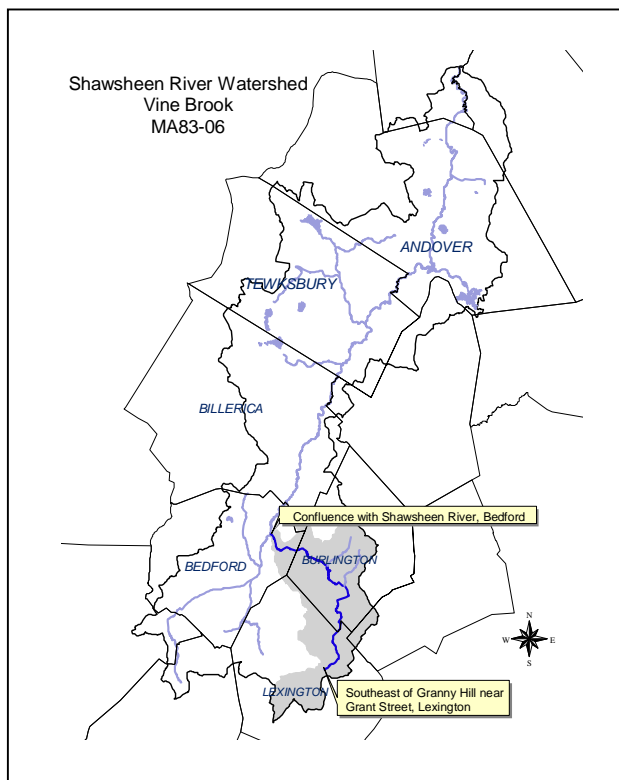 Shawsheen River Watershed
Vine Brook
MA83-06
ANDOVER
TEWKSBURY
BILLERICA
Confluence with Shawsheen River, Bedford
BURLINGTON
BEDFORD
N
W E
S
LEXINGTON
Southeast of Granny Hill near
Grant Street, Lexington